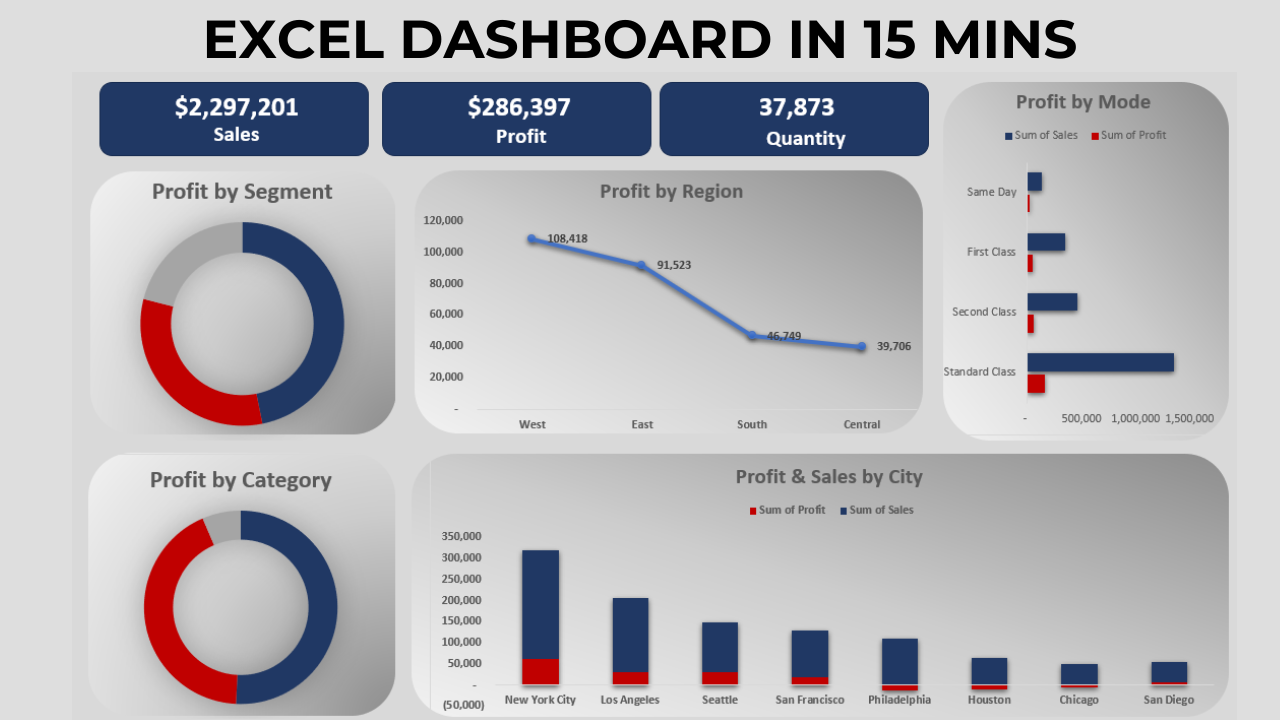 EXCEL DASHBOARD IN 15 MINS
$2,297,201
Sales
$286,397
Profit
37,873
Quantity
Profit by Mode
Sum of Sales Sum of Profit
Same Day
First Class
Second Class
Standard Class
- 500,000 1,000,000 1,500,000
Profit by Segment
Profit by Region
120,000
100,000
80,000
60,000
40,000
20,000
-
108,418
91,523
46,749
39,706
West East South Central
Profit by Category
Profit & Sales by City
Sum of Profit Sum of Sales
350,000
300,000
250,000
200,000
150,000
100,000
50,000
-
(50,000)
New York City Los Angeles Seattle San Francisco Philadelphia Houston Chicago San Diego